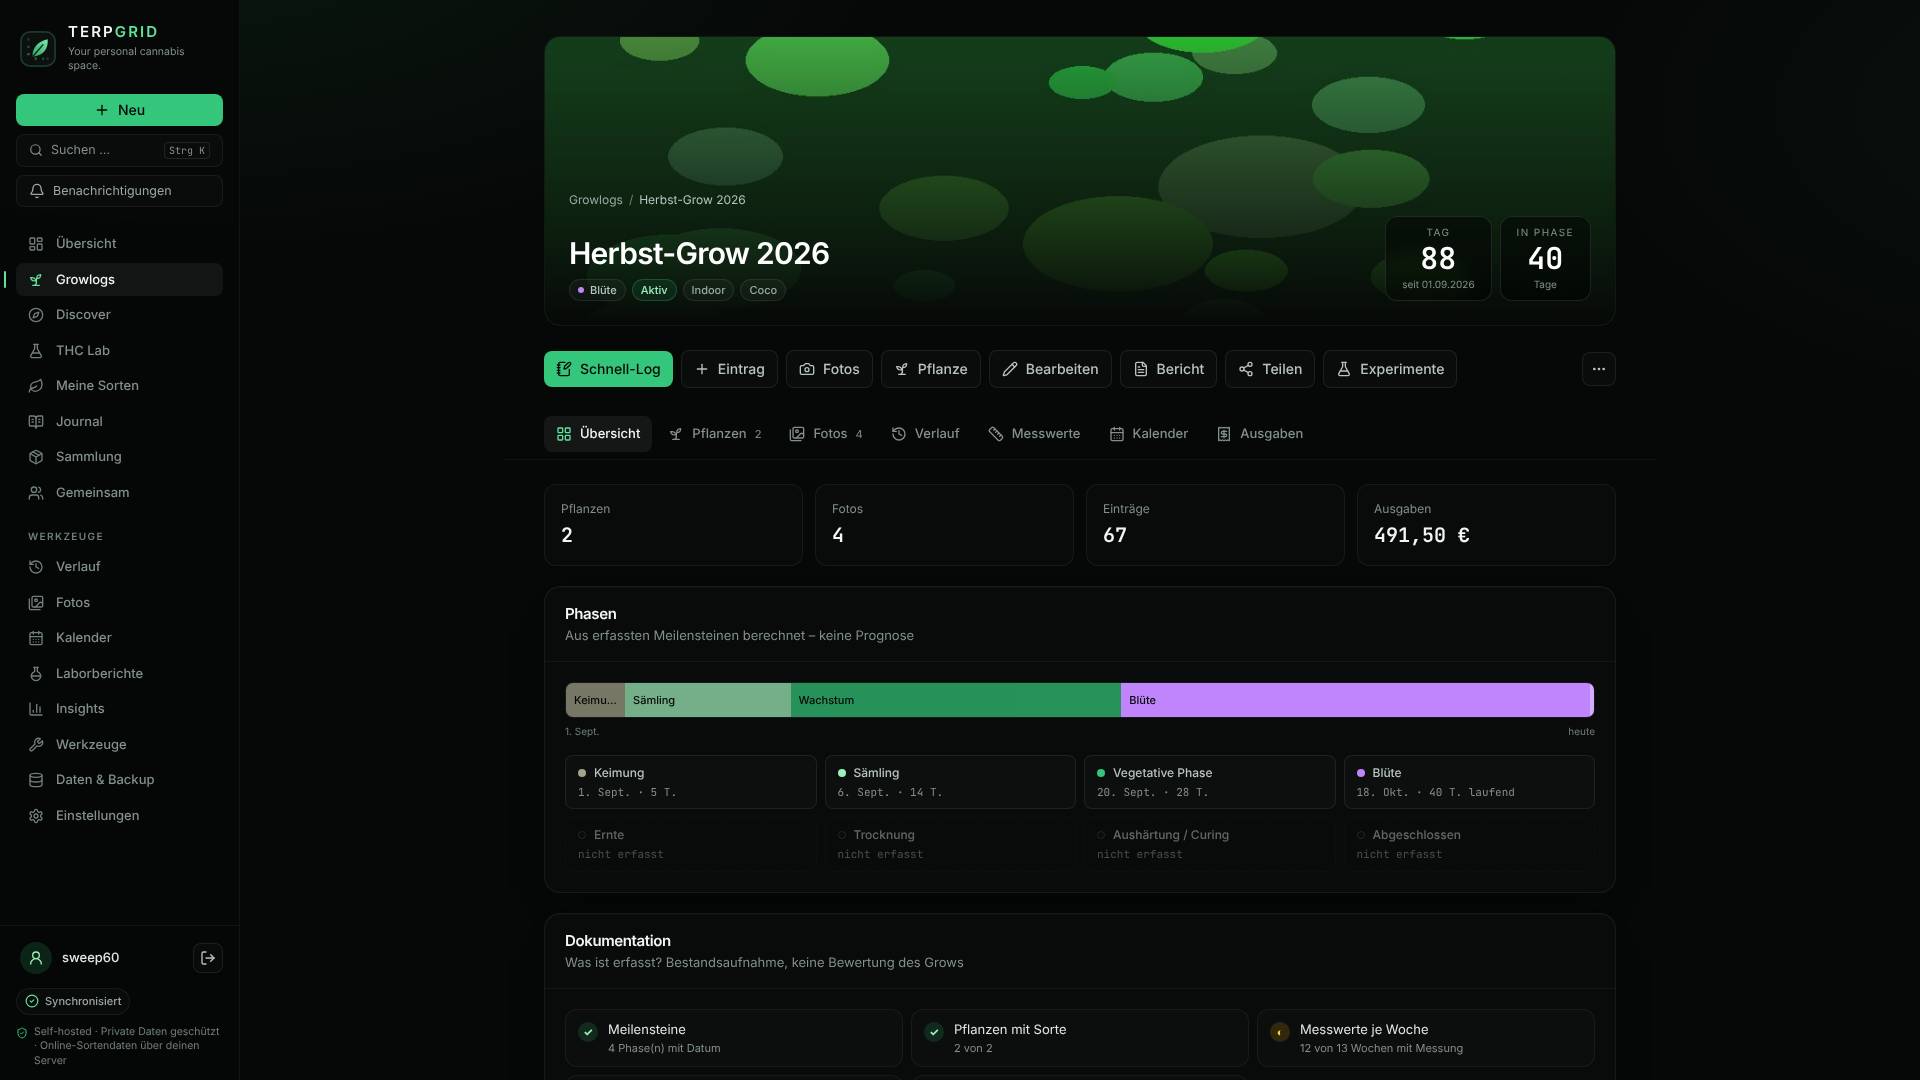 TERPGRID
Your personal cannabis
space.
Neu
Suchen ...
Strg K
Benachrichtigungen
Übersicht
Growlogs
Discover
THC Lab
Meine Sorten
Journal
Sammlung
Gemeinsam
WERKZEUGE
Verlauf
Fotos
Kalender
Laborberichte
Insights
Werkzeuge
Daten & Backup
Einstellungen
sweep60
Synchronisiert
Self-hosted · Private Daten geschützt
· Online-Sortendaten über deinen
Server
Growlogs / Herbst-Grow 2026
Herbst-Grow 2026
Blüte Aktiv Indoor Coco
TAG
88
seit 01.09.2026
IN PHASE
40
Tage
Schnell-Log
Eintrag
Fotos
Pflanze
Bearbeiten
Bericht
Teilen
Experimente
Übersicht
Pflanzen 2
Fotos 4
Verlauf
Messwerte
Kalender
Ausgaben
Pflanzen
2
Fotos
4
Einträge
67
Ausgaben
491,50 €
Phasen
Aus erfassten Meilensteinen berechnet – keine Prognose
Keimu...
Sämling
Wachstum
Blüte
1. Sept.
heute
Keimung
1. Sept. · 5 T.
Sämling
6. Sept. · 14 T.
Vegetative Phase
20. Sept. · 28 T.
Blüte
18. Okt. · 40 T. laufend
Ernte
nicht erfasst
Trocknung
nicht erfasst
Aushärtung / Curing
nicht erfasst
Abgeschlossen
nicht erfasst
Dokumentation
Was ist erfasst? Bestandsaufnahme, keine Bewertung des Grows
Meilensteine
4 Phase(n) mit Datum
Pflanzen mit Sorte
2 von 2
Messwerte je Woche
12 von 13 Wochen mit Messung